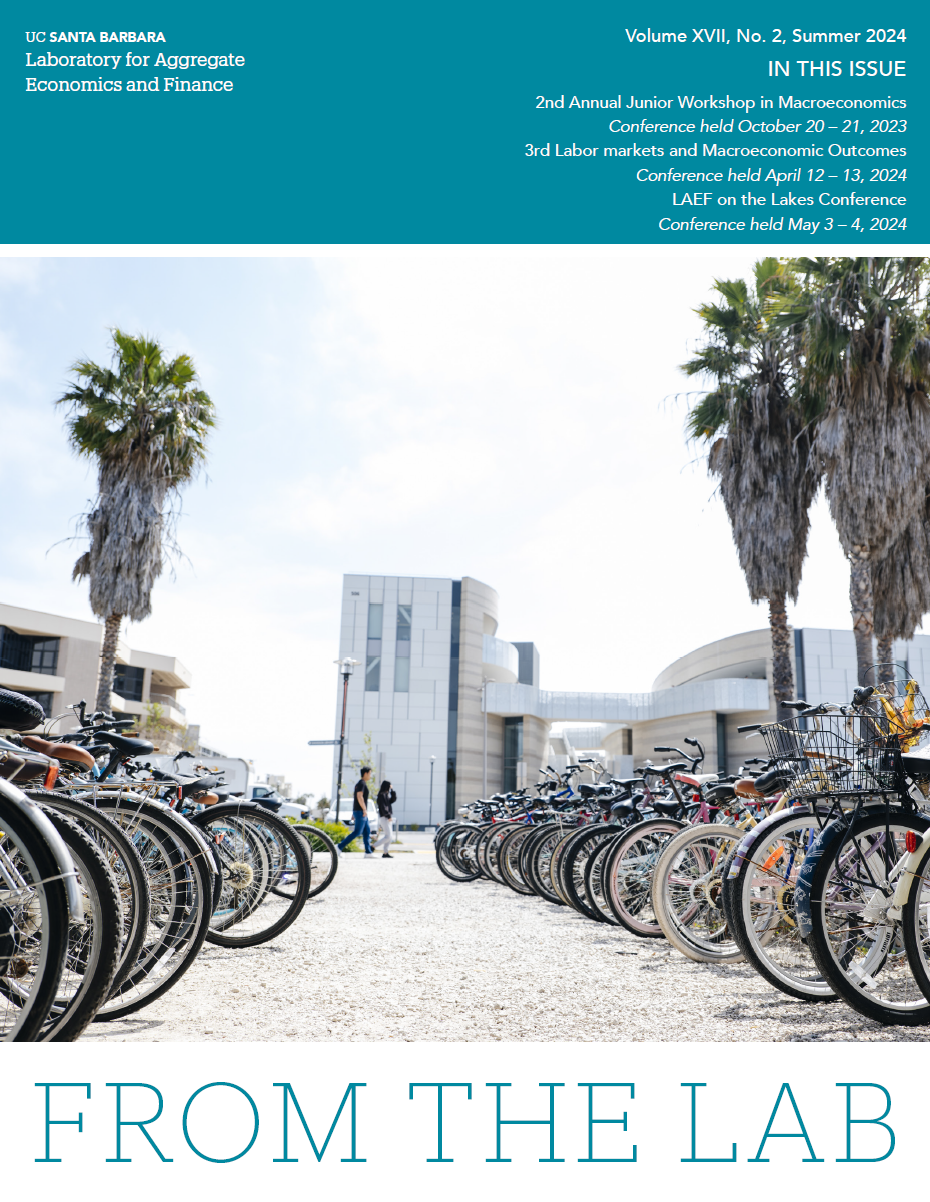 UC SANTA BARBARA
Laboratory for Aggregate
Economics and Finance
Volume XVII, No. 2, Summer 2024
IN THIS ISSUE
2nd Annual Junior Workshop in Macroeconomics
Conference held October 20 – 21, 2023
3rd Labor markets and Macroeconomic Outcomes
Conference held April 12 – 13, 2024
LAEF on the Lakes Conference
Conference held May 3 – 4, 2024
FROM THE LAB